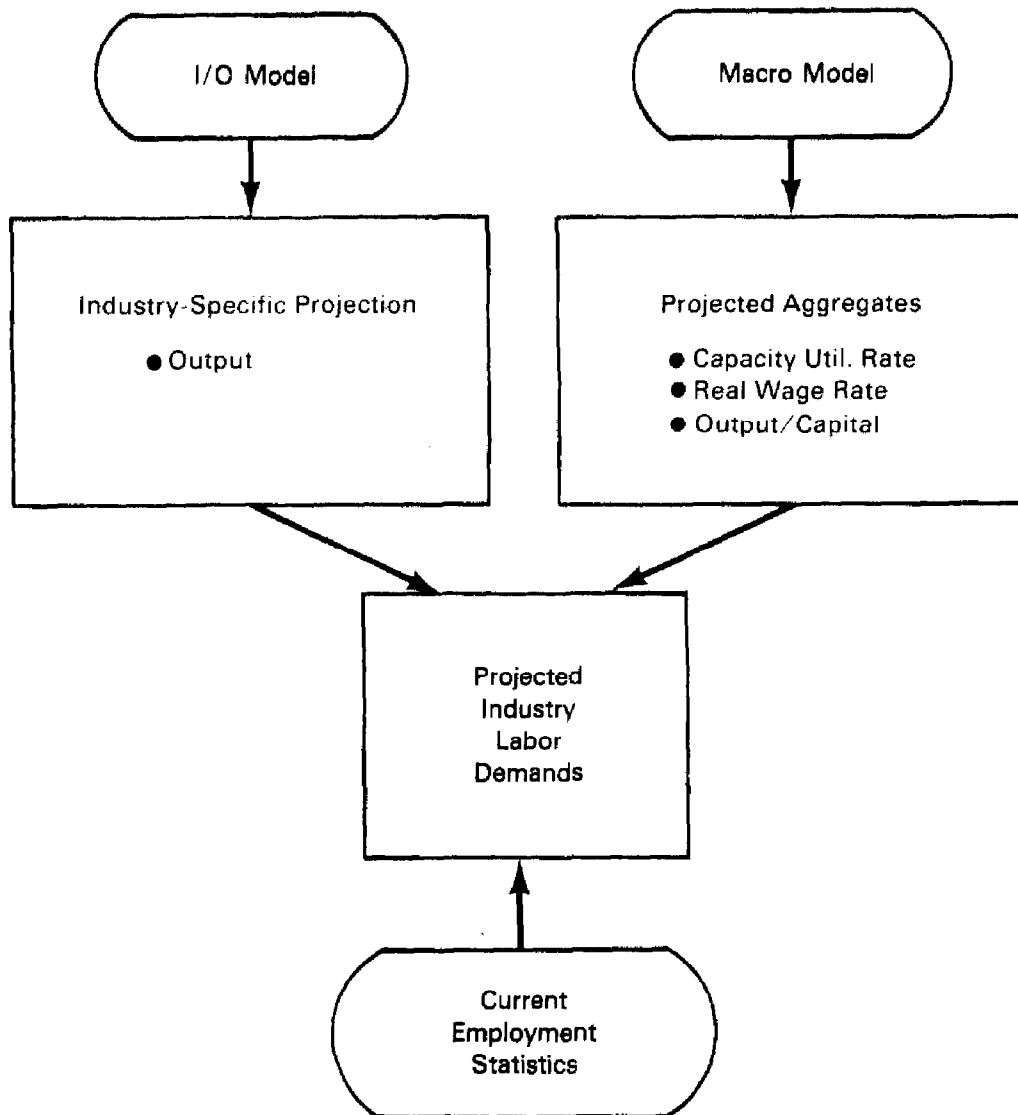 I/O Model
Macro Model
Industry-Specific Projection
● Output
Projected Aggregates
● Capacity Util. Rate
● Real Wage Rate
● Output/Capital
Projected
Industry
Labor
Demands
Current
Employment
Statistics